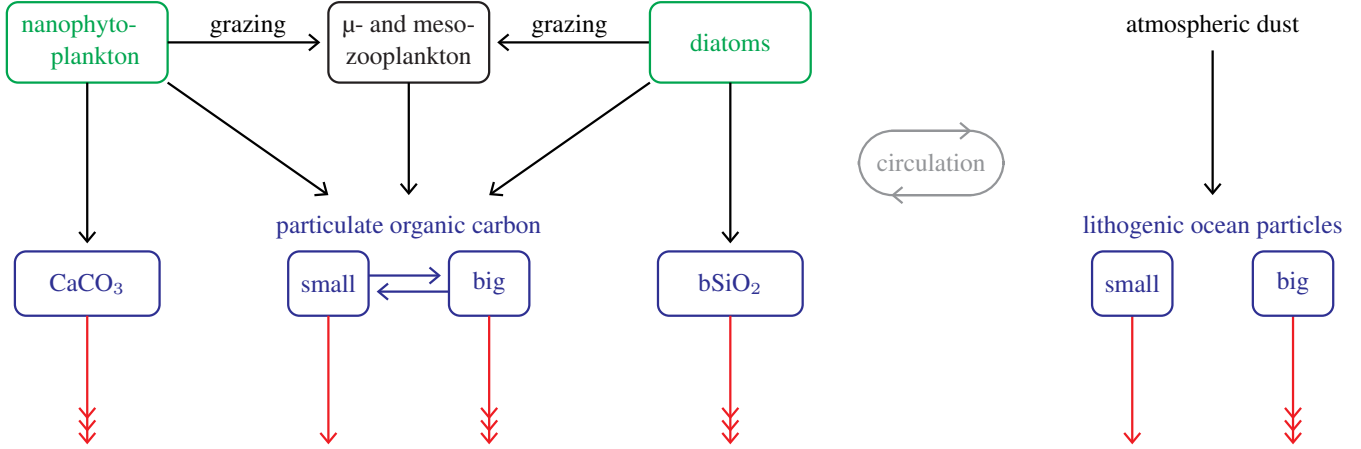 nanophyto-
plankton
grazing
μ- and meso-
zooplankton
grazing
diatoms
atmospheric dust
circulation
particulate organic carbon
lithogenic ocean particles
CaCO₃
small
big
bSiO₂
small
big